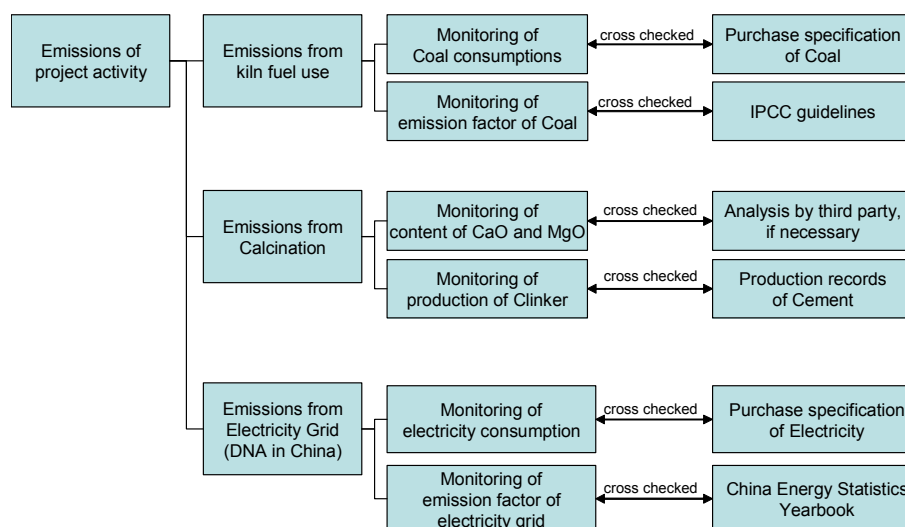 Emissions of
project activity
Emissions from
kiln fuel use
Monitoring of
Coal consumptions
cross checked
Purchase specification
of Coal
Monitoring of
emission factor of Coal
cross checked
IPCC guidelines
Emissions from
Calcination
Monitoring of
content of CaO and MgO
cross checked
Analysis by third party,
if necessary
Monitoring of
production of Clinker
cross checked
Production records
of Cement
Emissions from
Electricity Grid
(DNA in China)
Monitoring of
electricity consumption
cross checked
Purchase specification
of Electricity
Monitoring of
emission factor of
electricity grid
cross checked
China Energy Statistics
Yearbook